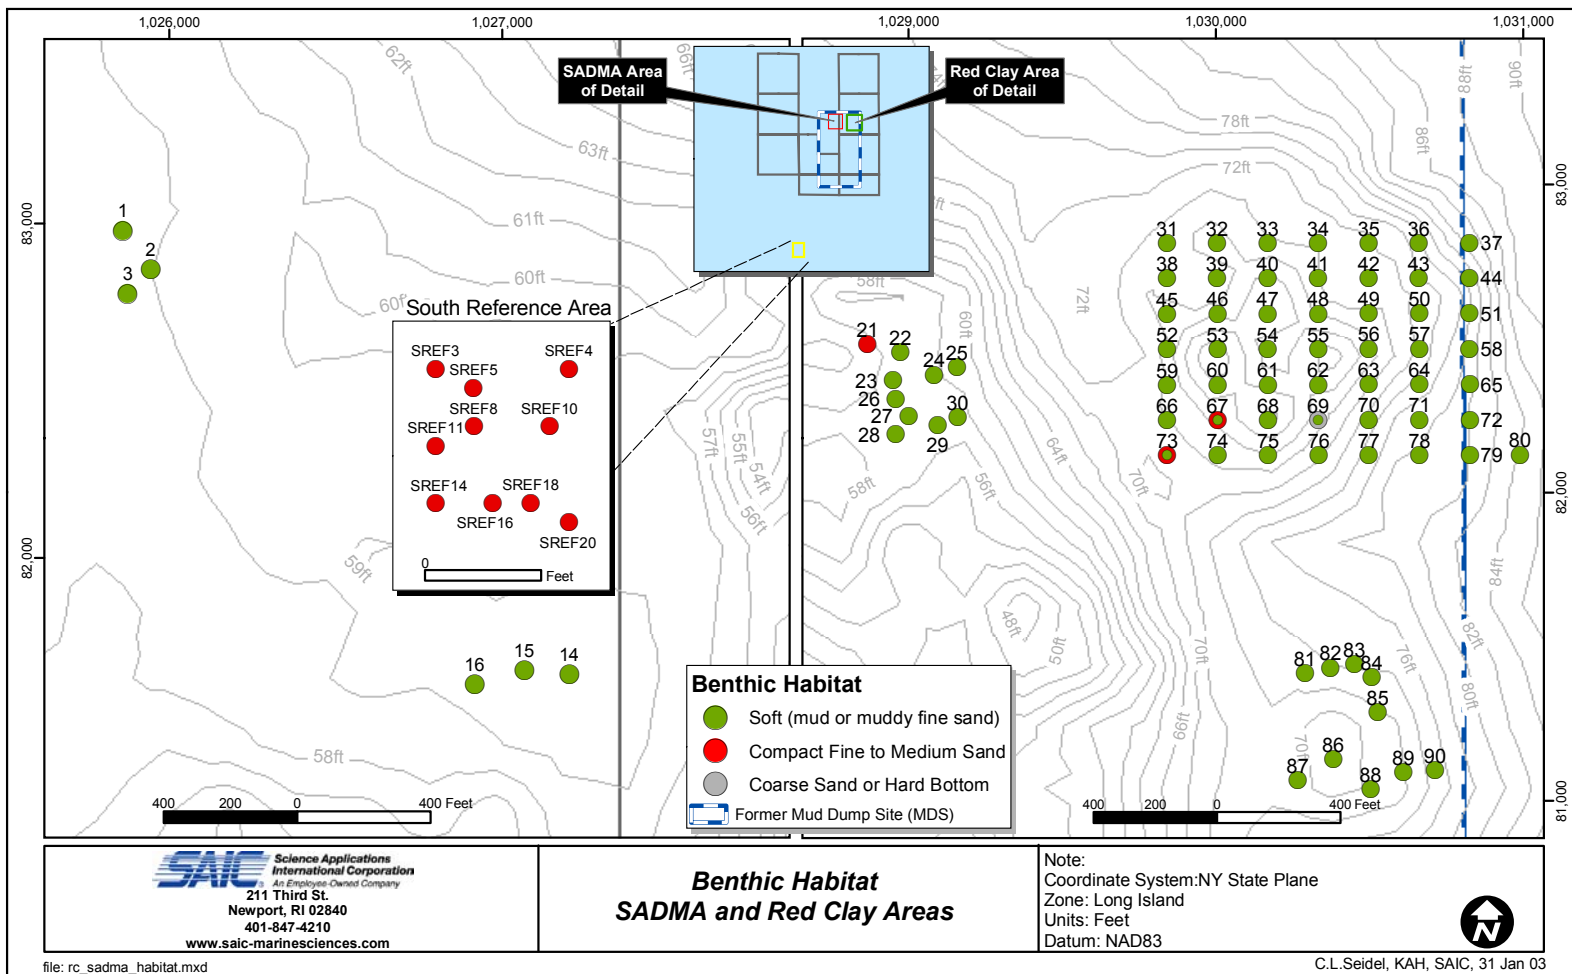 1,026,000
1,027,000
1,029,000
1,030,000
1,031,000
83,000
82,000
83,000
82,000
81,000
62ft
66ft
63ft
61ft
60ft
60ft
59ft
58ft
57ft
55ft
54ft
56ft
SADMA Area
of Detail
Red Clay Area
of Detail
58ft
60ft
58ft
56ft
64ft
70ft
72ft
72ft
78ft
86ft
88ft
90ft
84ft
82ft
80ft
76ft
70ft
66ft
70ft
48ft
50ft
1
2
3
16
15
14
South Reference Area
SREF3
SREF4
SREF5
SREF8
SREF10
SREF11
SREF14
SREF18
SREF16
SREF20
0
Feet
21
22
23
24
25
26
27
28
29
30
31 32 33 34 35 36 37
38 39 40 41 42 43 44
45 46 47 48 49 50 51
52 53 54 55 56 57 58
59 60 61 62 63 64 65
66 67 68 69 70 71 72
73 74 75 76 77 78 79 80
81 82 83 84
85
86
87 88 89 90
Benthic Habitat
Soft (mud or muddy fine sand)
Compact Fine to Medium Sand
Coarse Sand or Hard Bottom
Former Mud Dump Site (MDS)
400 200 0 400 Feet
400 200 0 400 Feet
SAIC
Science Applications
International Corporation
An Employee-Owned Company
211 Third St.
Newport, RI 02840
401-847-4210
www.saic-marinesciences.com
Benthic Habitat
SADMA and Red Clay Areas
Note:
Coordinate System:NY State Plane
Zone: Long Island
Units: Feet
Datum: NAD83
N
file: rc_sadma_habitat.mxd
C.L.Seidel, KAH, SAIC, 31 Jan 03